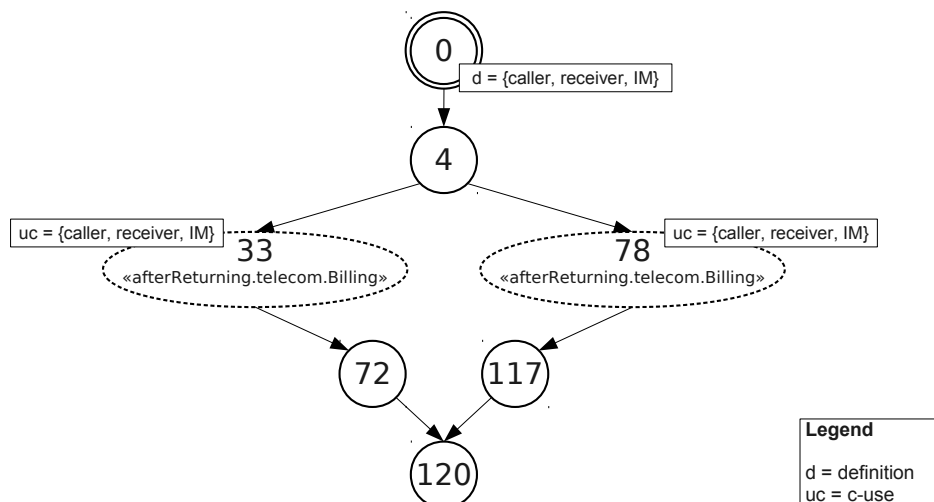 0
d = {caller, receiver, IM}
4
uc = {caller, receiver, IM}
33
«afterReturning.telecom.Billing»
uc = {caller, receiver, IM}
78
«afterReturning.telecom.Billing»
72
117
120
Legend
d = definition
uc = c-use